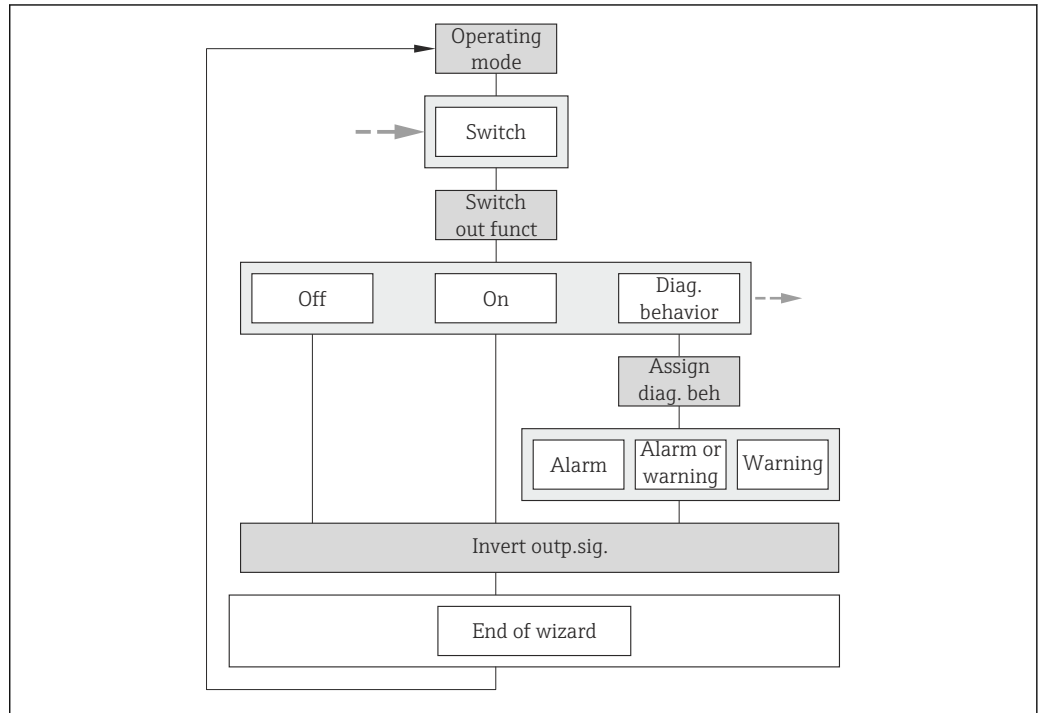 Operating
mode
Switch
Switch
out funct
Off
On
Diag.
behavior
Assign
diag. beh
Alarm
Alarm or
warning
Warning
Invert outp.sig.
End of wizard